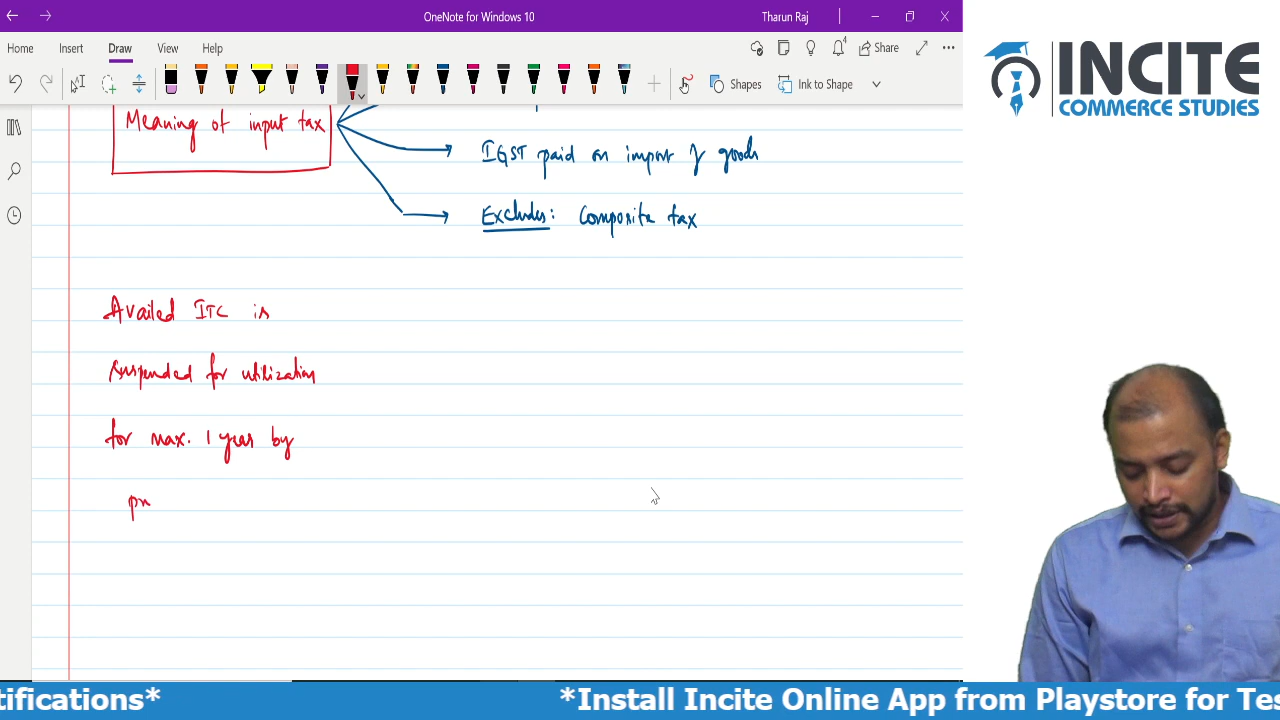 OneNote for Windows 10
Tharun Raj
Home Insert Draw View Help
4
Share
Shapes
Ink to Shape
INCITE
COMMERCE STUDIES
Meaning of input tax
IGST paid on import of goods
Excludes: Composite tax
Availed ITC is
suspended for utilization
for max. 1 year by
pr
tifications* *Install Incite Online App from Playstore for Tes